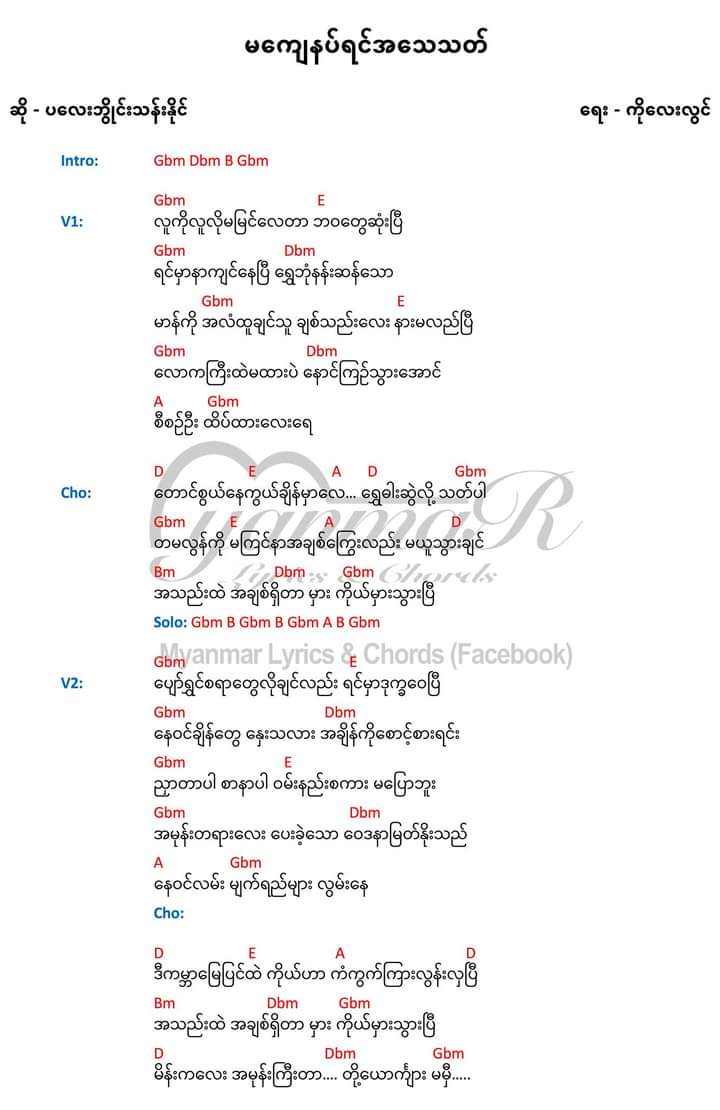 မကျေနပ်ရင်အသေသတ်
ဆို - ပလေးဘွိုင်းသန်းနိုင် ရေး - ကိုလေးလွင်
Intro: Gbm Dbm B Gbm
Gbm E
V1: လူကိုလူလိုမမြင်လေတာ ဘဝတွေဆုံးပြီ
Gbm Dbm
ရင်မှာနာကျင်နေပြီ ရွှေဘုံနန်းဆန်သော
Gbm E
မာန်ကို အလံထူချင်သူ ချစ်သည်းလေး နားမလည်ပြီ
Gbm Dbm
လောကကြီးထဲမထားပဲ နောင်ကြဉ်သွားအောင်
A Gbm
စီစဉ်ဦး ထိပ်ထားလေးရေ
D E A D Gbm
Cho: တောင်စွယ်နေကွယ်ချိန်မှာလေ... ရွှေဓါးဆွဲလို့ သတ်ပါ
Gbm E A D
တမလွန်ကို မကြင်နာအချစ်ကြွေးလည်း မယူသွားချင်
Bm Dbm Gbm
အသည်းထဲ အချစ်ရှိတာ မှား ကိုယ်မှားသွားပြီ
Solo: Gbm B Gbm B Gbm A B Gbm
MyanmaR
Lyrics & Chords
Myanmar Lyrics & Chords (Facebook)
Gbm E
V2: ပျော်ရွှင်စရာတွေလိုချင်လည်း ရင်မှာဒုက္ခဝေပြီ
Gbm Dbm
နေဝင်ချိန်တွေ နှေးသလား အချိန်ကိုစောင့်စားရင်း
Gbm E
ညှာတာပါ စာနာပါ ဝမ်းနည်းစကား မပြောဘူး
Gbm Dbm
အမုန်းတရားလေး ပေးခဲ့သော ဝေဒနာမြတ်နိုးသည်
A Gbm
နေဝင်လမ်း မျက်ရည်များ လွှမ်းနေ
Cho:
D E A D
ဒီကမ္ဘာမြေပြင်ထဲ ကိုယ်ဟာ ကံကွက်ကြားလွန်းလှပြီ
Bm Dbm Gbm
အသည်းထဲ အချစ်ရှိတာ မှား ကိုယ်မှားသွားပြီ
D Dbm Gbm
မိန်းကလေး အမုန်းကြီးတာ.... တို့ယောင်္ကျား မမှီ.....